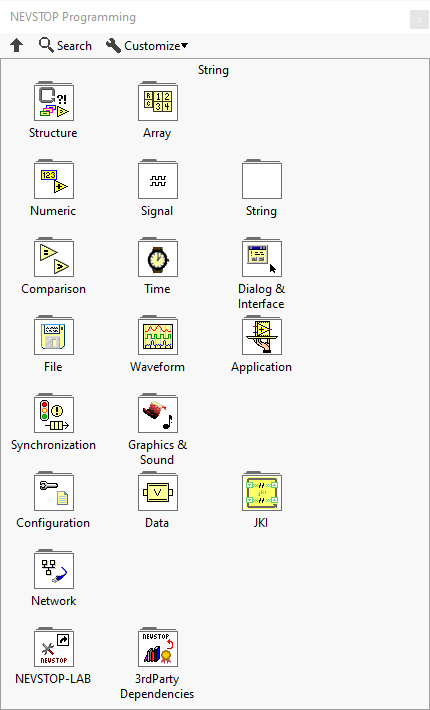 NEVSTOP Programming
Search Customize
String
Structure Array
Numeric Signal String
Comparison Time Dialog &
Interface
File Waveform Application
Synchronization Graphics &
Sound
Configuration Data JKI
Network
NEVSTOP-LAB 3rdParty
Dependencies